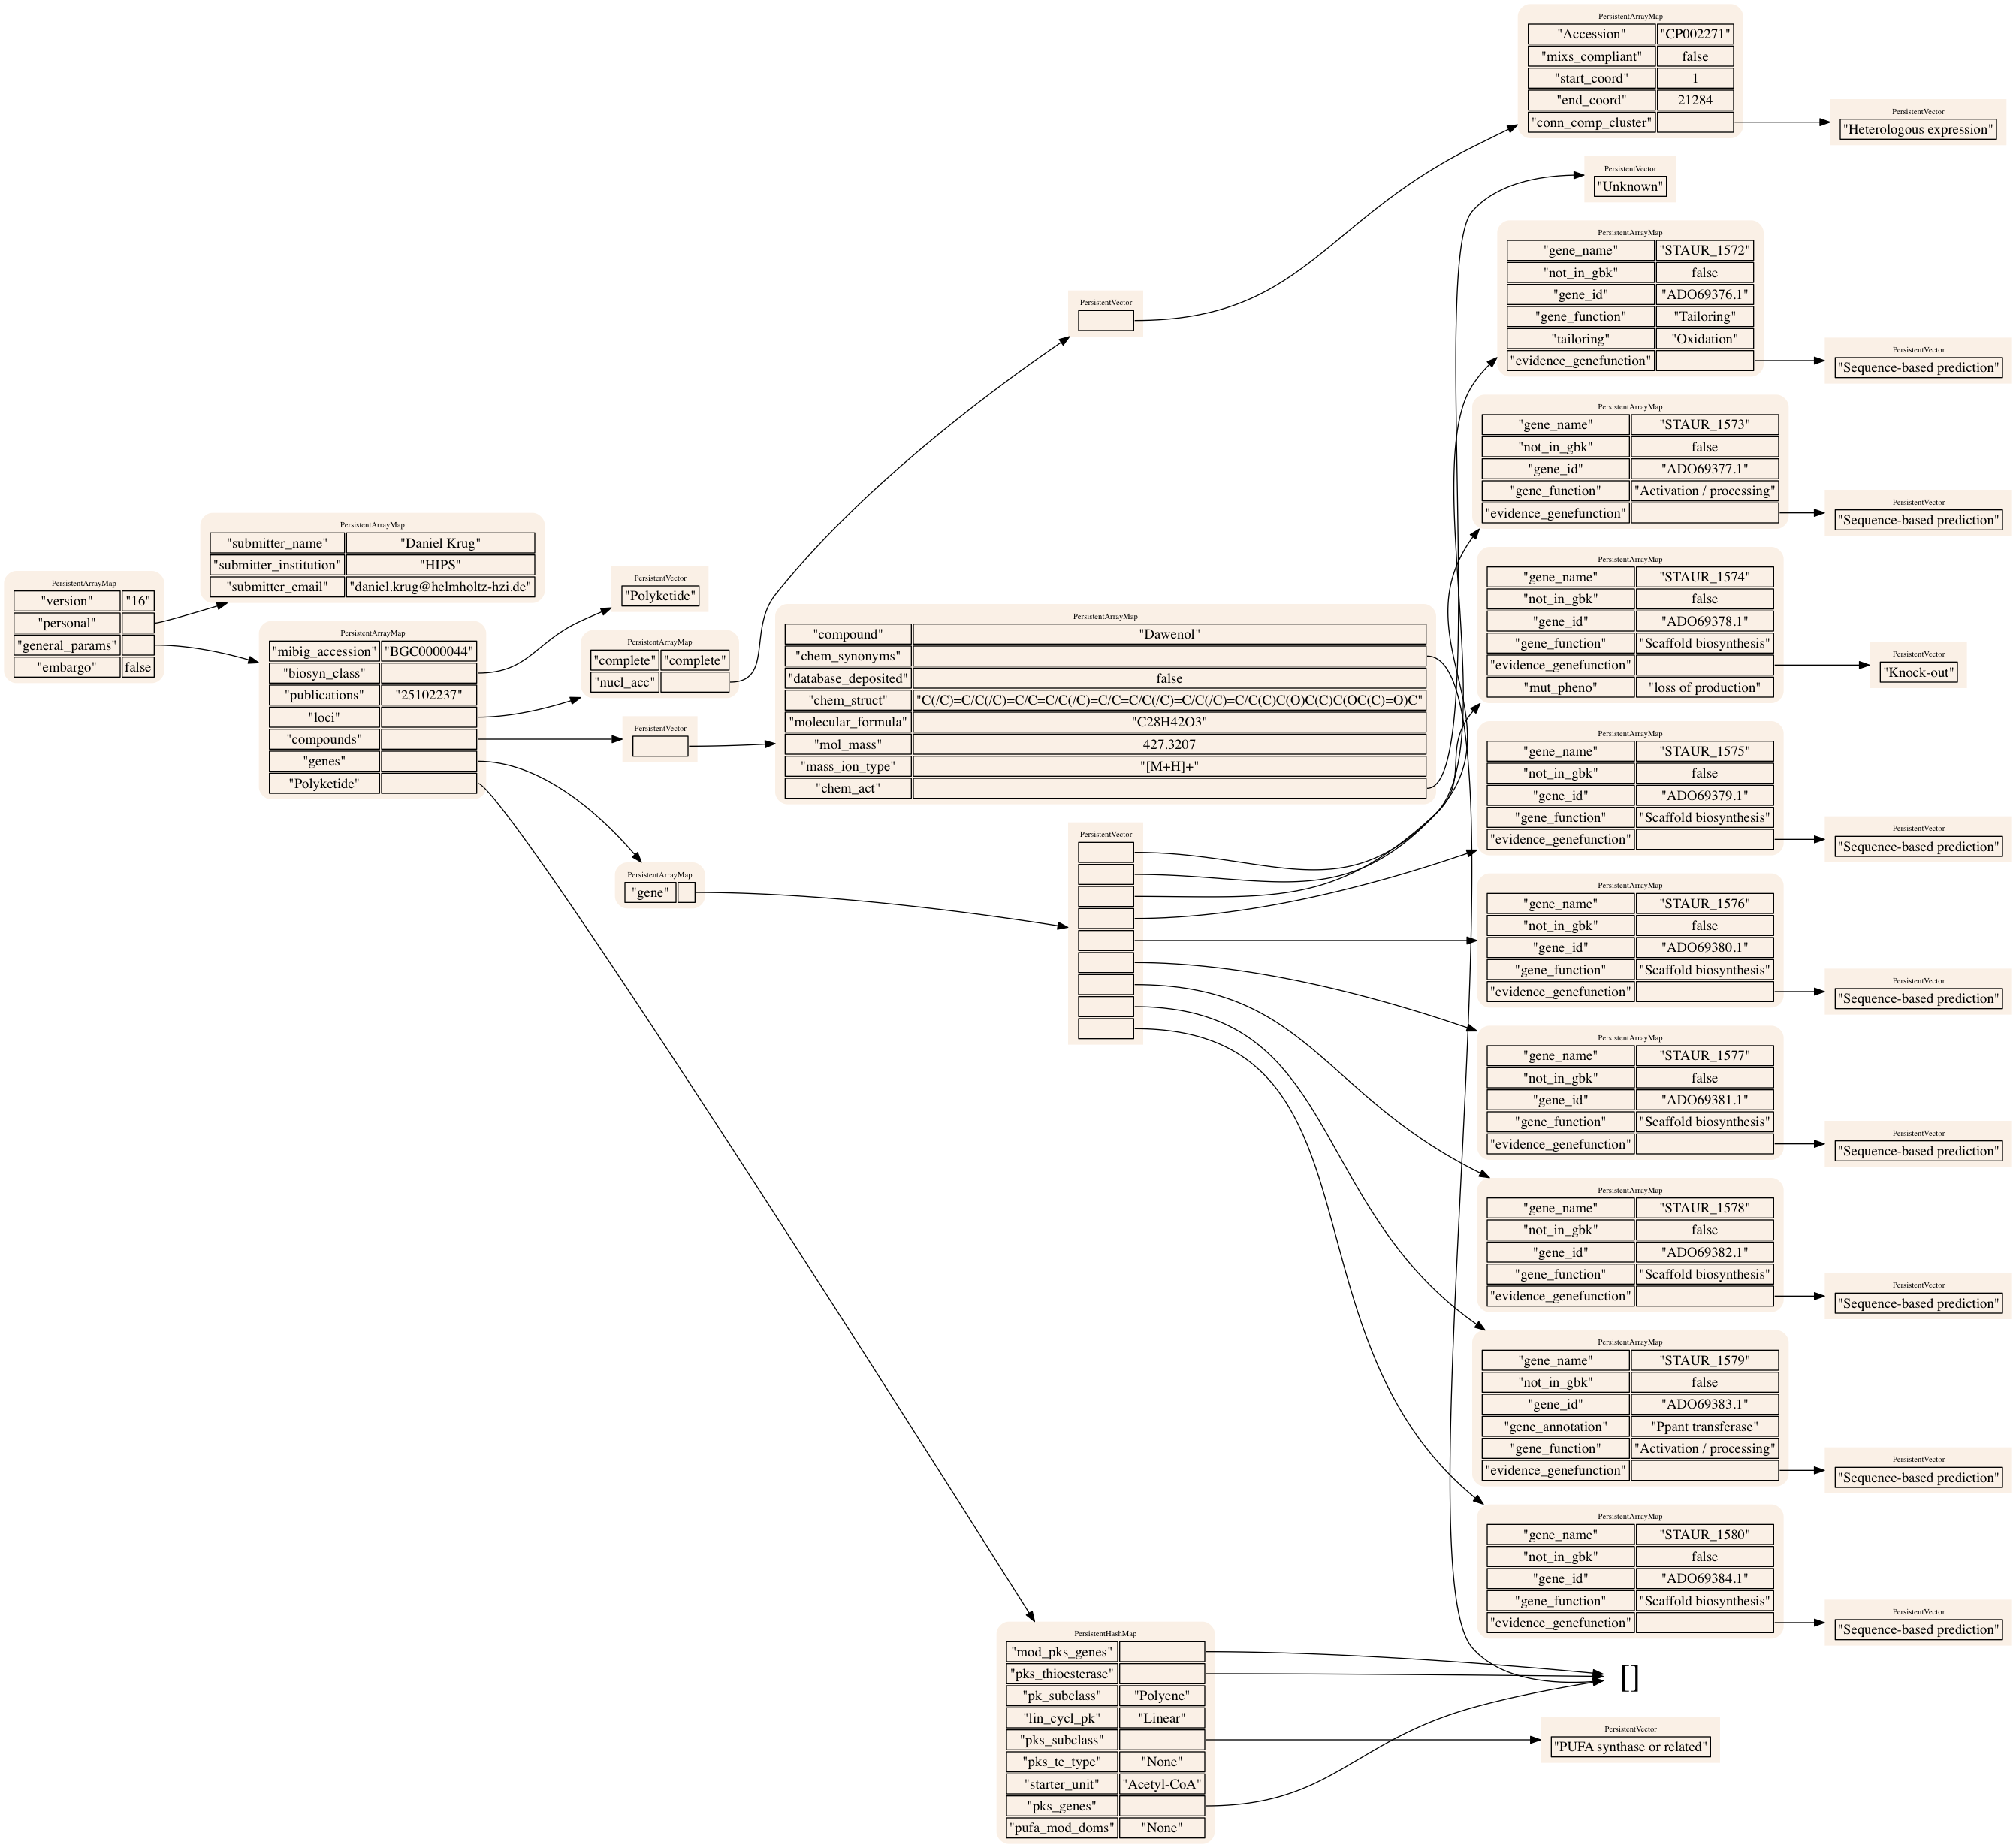 PersistentArrayMap
"version" "16"
"personal"
"general_params"
"embargo" false
PersistentArrayMap
"submitter_name" "Daniel Krug"
"submitter_institution" "HIPS"
"submitter_email" "daniel.krug@helmholtz-hzi.de"
PersistentArrayMap
"mibig_accession" "BGC0000044"
"biosyn_class"
"publications" "25102237"
"loci"
"compounds"
"genes"
"Polyketide"
PersistentVector
"Polyketide"
PersistentArrayMap
"complete" "complete"
"nucl_acc"
PersistentVector
PersistentArrayMap
"gene"
PersistentVector
PersistentArrayMap
"compound" "Dawenol"
"chem_synonyms"
"database_deposited" false
"chem_struct" "C(/C)=C/C(/C)=C/C=C/C(/C)=C/C=C/C(/C)=C/C(/C)=C/C(C)C(O)C(C)C(OC(C)=O)C"
"molecular_formula" "C28H42O3"
"mol_mass" 427.3207
"mass_ion_type" "[M+H]+"
"chem_act"
PersistentVector
PersistentHashMap
"mod_pks_genes"
"pks_thioesterase"
"pk_subclass" "Polyene"
"lin_cycl_pk" "Linear"
"pks_subclass"
"pks_te_type" "None"
"starter_unit" "Acetyl-CoA"
"pks_genes"
"pufa_mod_doms" "None"
PersistentArrayMap
"Accession" "CP002271"
"mixs_compliant" false
"start_coord" 1
"end_coord" 21284
"conn_comp_cluster"
PersistentVector
"Heterologous expression"
PersistentVector
"Unknown"
PersistentArrayMap
"gene_name" "STAUR_1572"
"not_in_gbk" false
"gene_id" "ADO69376.1"
"gene_function" "Tailoring"
"tailoring" "Oxidation"
"evidence_genefunction"
PersistentVector
"Sequence-based prediction"
PersistentArrayMap
"gene_name" "STAUR_1573"
"not_in_gbk" false
"gene_id" "ADO69377.1"
"gene_function" "Activation / processing"
"evidence_genefunction"
PersistentVector
"Sequence-based prediction"
PersistentArrayMap
"gene_name" "STAUR_1574"
"not_in_gbk" false
"gene_id" "ADO69378.1"
"gene_function" "Scaffold biosynthesis"
"evidence_genefunction"
"mut_pheno" "loss of production"
PersistentVector
"Knock-out"
PersistentArrayMap
"gene_name" "STAUR_1575"
"not_in_gbk" false
"gene_id" "ADO69379.1"
"gene_function" "Scaffold biosynthesis"
"evidence_genefunction"
PersistentVector
"Sequence-based prediction"
PersistentArrayMap
"gene_name" "STAUR_1576"
"not_in_gbk" false
"gene_id" "ADO69380.1"
"gene_function" "Scaffold biosynthesis"
"evidence_genefunction"
PersistentVector
"Sequence-based prediction"
PersistentArrayMap
"gene_name" "STAUR_1577"
"not_in_gbk" false
"gene_id" "ADO69381.1"
"gene_function" "Scaffold biosynthesis"
"evidence_genefunction"
PersistentVector
"Sequence-based prediction"
PersistentArrayMap
"gene_name" "STAUR_1578"
"not_in_gbk" false
"gene_id" "ADO69382.1"
"gene_function" "Scaffold biosynthesis"
"evidence_genefunction"
PersistentVector
"Sequence-based prediction"
PersistentArrayMap
"gene_name" "STAUR_1579"
"not_in_gbk" false
"gene_id" "ADO69383.1"
"gene_annotation" "Ppant transferase"
"gene_function" "Activation / processing"
"evidence_genefunction"
PersistentVector
"Sequence-based prediction"
PersistentArrayMap
"gene_name" "STAUR_1580"
"not_in_gbk" false
"gene_id" "ADO69384.1"
"gene_function" "Scaffold biosynthesis"
"evidence_genefunction"
PersistentVector
"Sequence-based prediction"
[]
PersistentVector
"PUFA synthase or related"